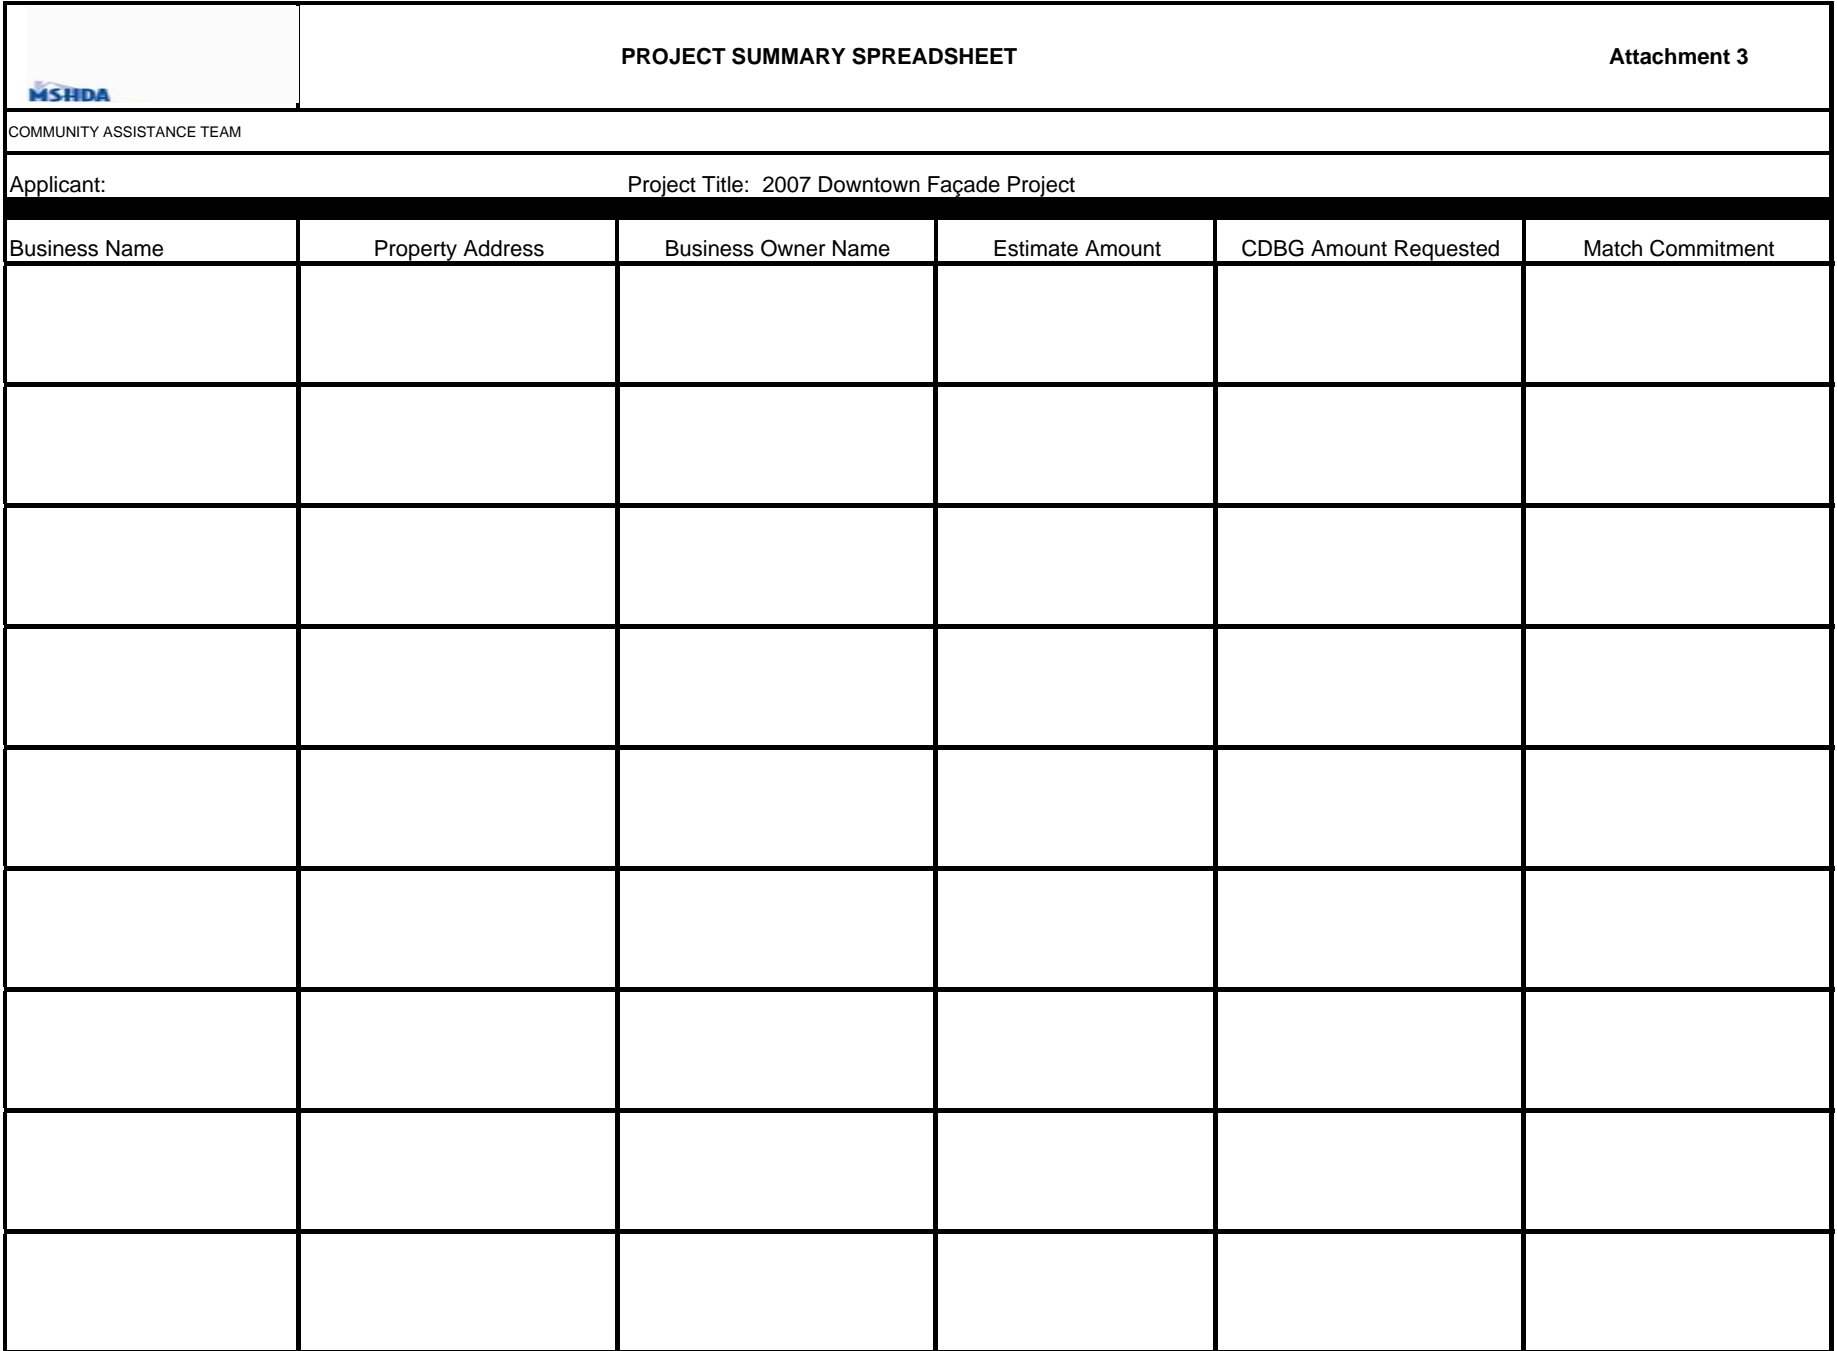 MSHDA
PROJECT SUMMARY SPREADSHEET
Attachment 3
COMMUNITY ASSISTANCE TEAM
Applicant:
Project Title:  2007 Downtown Façade Project
Business Name
Property Address
Business Owner Name
Estimate Amount
CDBG Amount Requested
Match Commitment